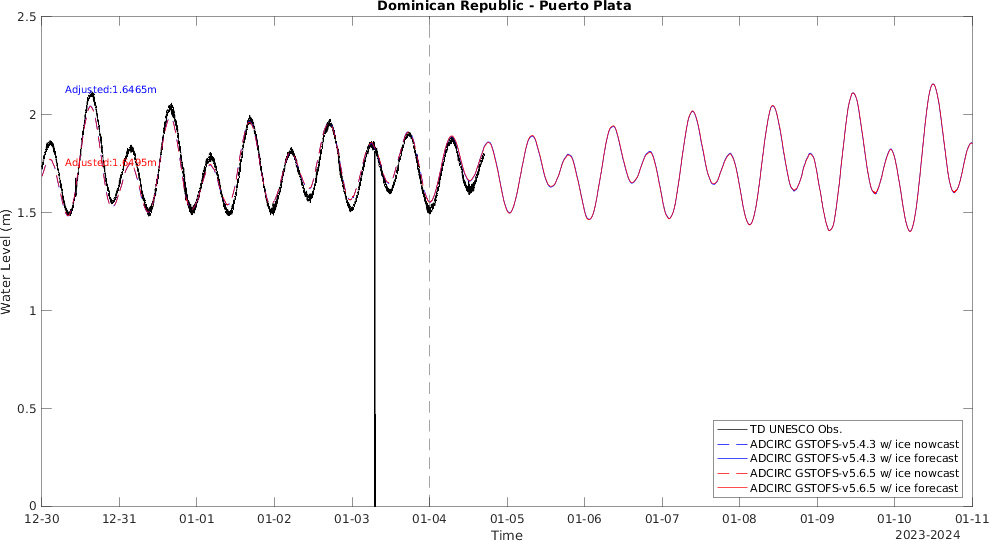 Dominican Republic - Puerto Plata
2.5
2
1.5
1
0.5
0
Water Level (m)
Adjusted:1.6465m
Adjusted:1.6495m
TD UNESCO Obs.
ADCIRC GSTOFS-v5.4.3 w/ ice nowcast
ADCIRC GSTOFS-v5.4.3 w/ ice forecast
ADCIRC GSTOFS-v5.6.5 w/ ice nowcast
ADCIRC GSTOFS-v5.6.5 w/ ice forecast
12-30 12-31 01-01 01-02 01-03 01-04 01-05 01-06 01-07 01-08 01-09 01-10 01-11
Time
2023-2024